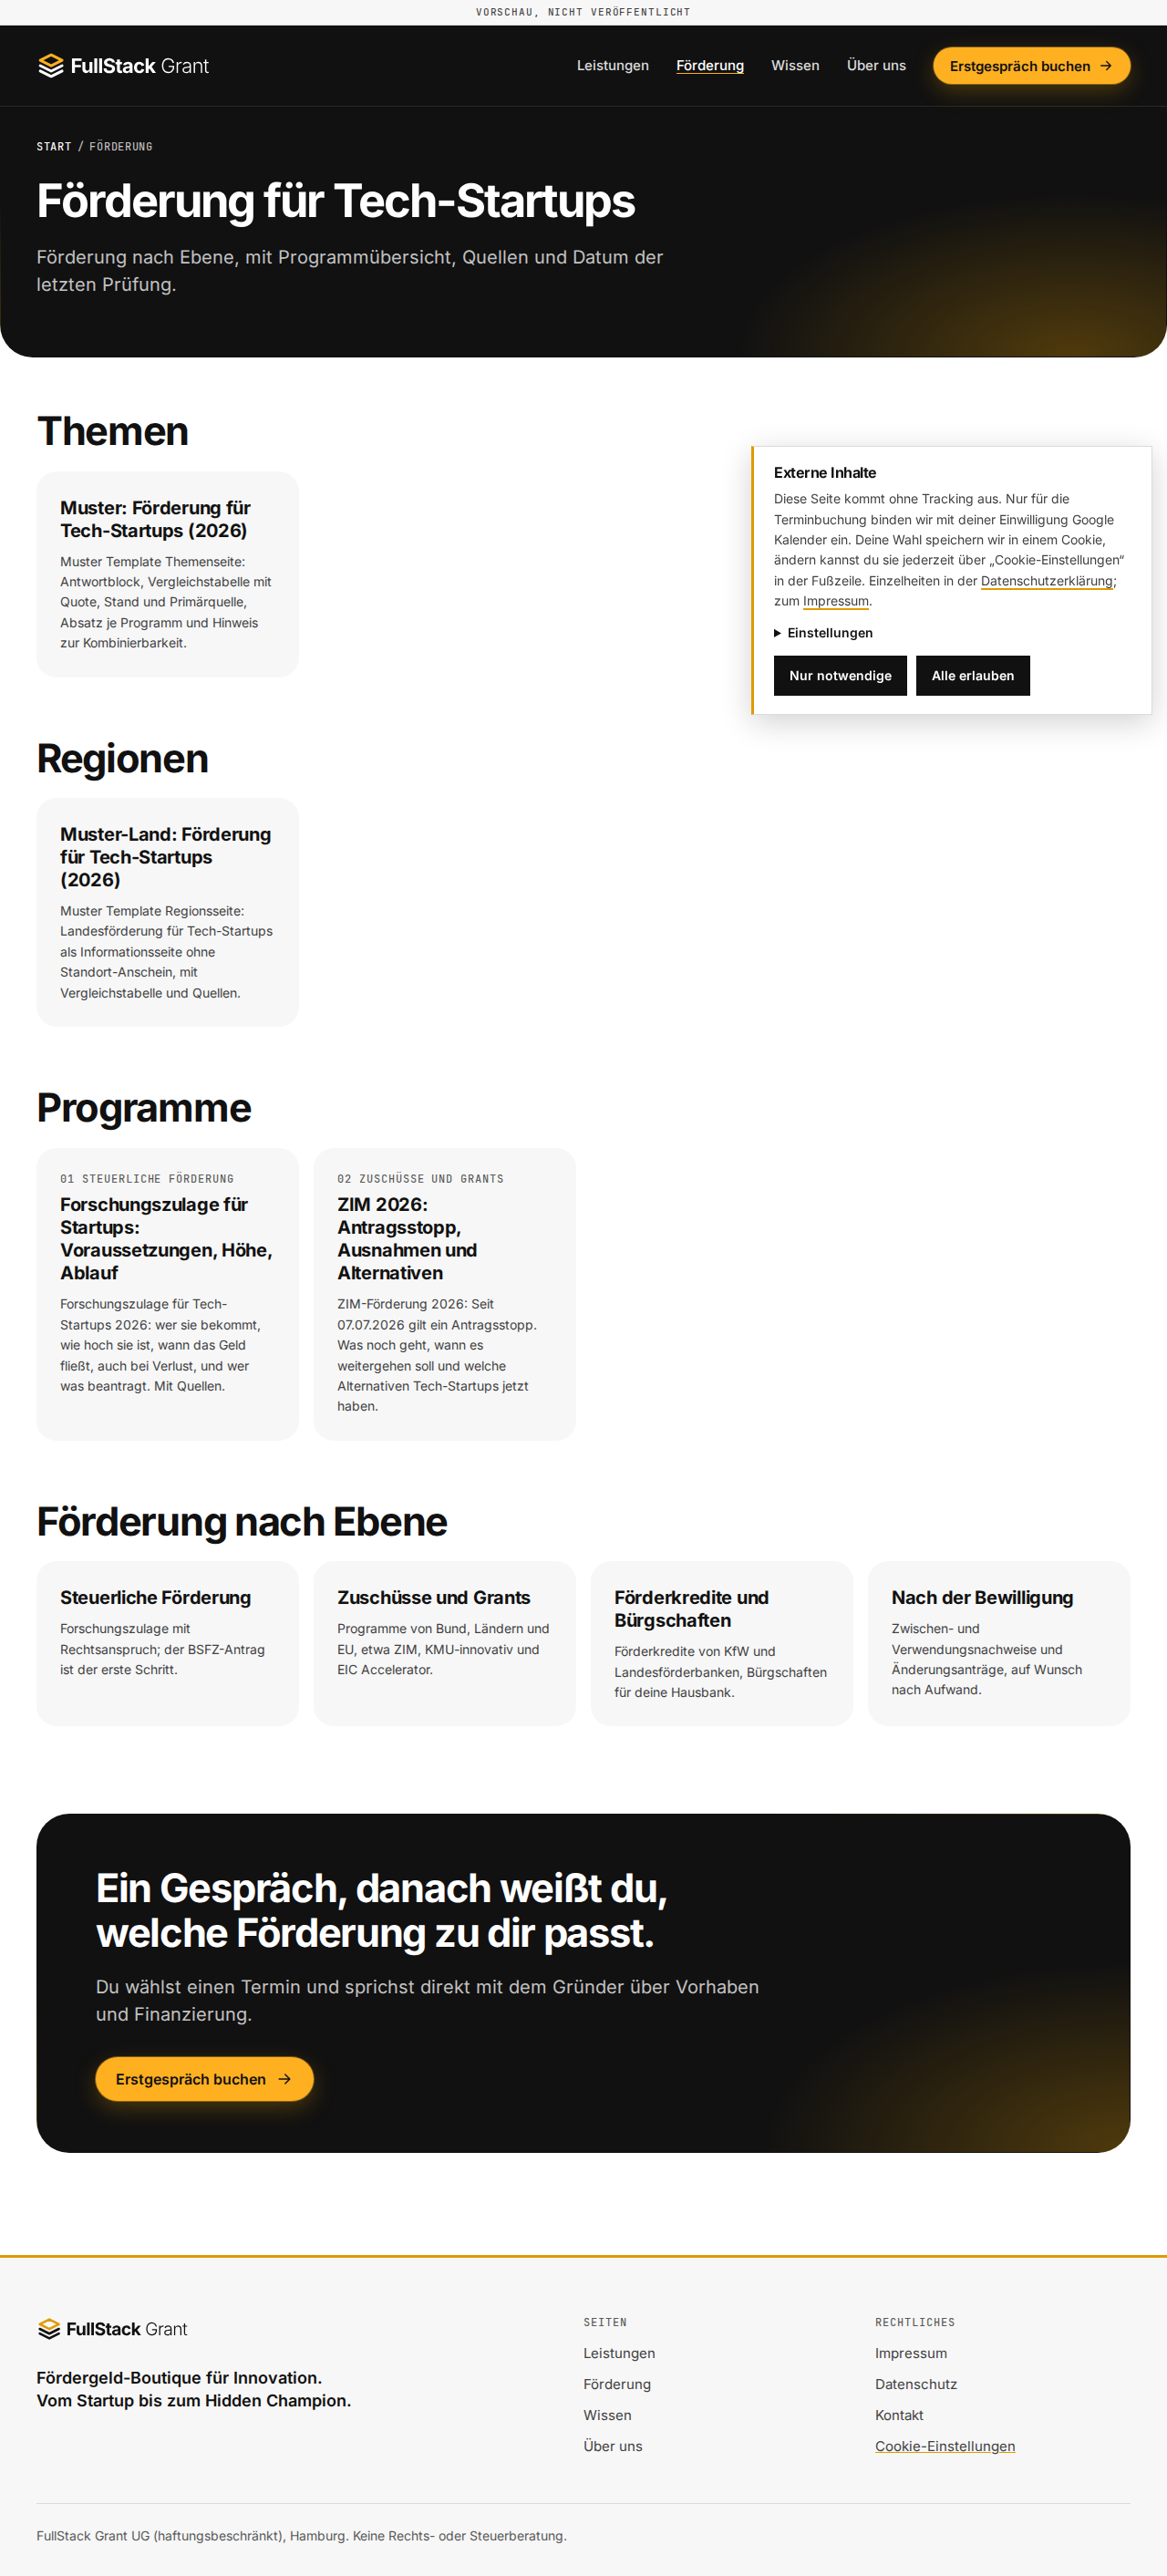 VORSCHAU, NICHT VERÖFFENTLICHT
FullStack Grant
Leistungen
Förderung
Wissen
Über uns
Erstgespräch buchen →
START / FÖRDERUNG
Förderung für Tech-Startups
Förderung nach Ebene, mit Programmübersicht, Quellen und Datum der
letzten Prüfung.
Themen
Muster: Förderung für
Tech-Startups (2026)
Muster Template Themenseite:
Antwortblock, Vergleichstabelle mit
Quote, Stand und Primärquelle,
Absatz je Programm und Hinweis
zur Kombinierbarkeit.
Externe Inhalte
Diese Seite kommt ohne Tracking aus. Nur für die
Terminbuchung binden wir mit deiner Einwilligung Google
Kalender ein. Deine Wahl speichern wir in einem Cookie,
ändern kannst du sie jederzeit über „Cookie-Einstellungen“
in der Fußzeile. Einzelheiten in der Datenschutzerklärung;
zum Impressum.
Einstellungen
Nur notwendige
Alle erlauben
Regionen
Muster-Land: Förderung
für Tech-Startups
(2026)
Muster Template Regionsseite:
Landesförderung für Tech-Startups
als Informationsseite ohne
Standort-Anschein, mit
Vergleichstabelle und Quellen.
Programme
01 STEUERLICHE FÖRDERUNG
Forschungszulage für
Startups:
Voraussetzungen, Höhe,
Ablauf
Forschungszulage für Tech-
Startups 2026: wer sie bekommt,
wie hoch sie ist, wann das Geld
fließt, auch bei Verlust, und wer
was beantragt. Mit Quellen.
02 ZUSCHÜSSE UND GRANTS
ZIM 2026:
Antragsstopp,
Ausnahmen und
Alternativen
ZIM-Förderung 2026: Seit
07.07.2026 gilt ein Antragsstopp.
Was noch geht, wann es
weitergehen soll und welche
Alternativen Tech-Startups jetzt
haben.
Förderung nach Ebene
Steuerliche Förderung
Forschungszulage mit
Rechtsanspruch; der BSFZ-Antrag
ist der erste Schritt.
Zuschüsse und Grants
Programme von Bund, Ländern und
EU, etwa ZIM, KMU-innovativ und
EIC Accelerator.
Förderkredite und
Bürgschaften
Förderkredite von KfW und
Landesförderbanken, Bürgschaften
für deine Hausbank.
Nach der Bewilligung
Zwischen- und
Verwendungsnachweise und
Änderungsanträge, auf Wunsch
nach Aufwand.
Ein Gespräch, danach weißt du,
welche Förderung zu dir passt.
Du wählst einen Termin und sprichst direkt mit dem Gründer über Vorhaben
und Finanzierung.
Erstgespräch buchen →
FullStack Grant
Fördergeld-Boutique für Innovation.
Vom Startup bis zum Hidden Champion.
SEITEN
Leistungen
Förderung
Wissen
Über uns
RECHTLICHES
Impressum
Datenschutz
Kontakt
Cookie-Einstellungen
FullStack Grant UG (haftungsbeschränkt), Hamburg. Keine Rechts- oder Steuerberatung.